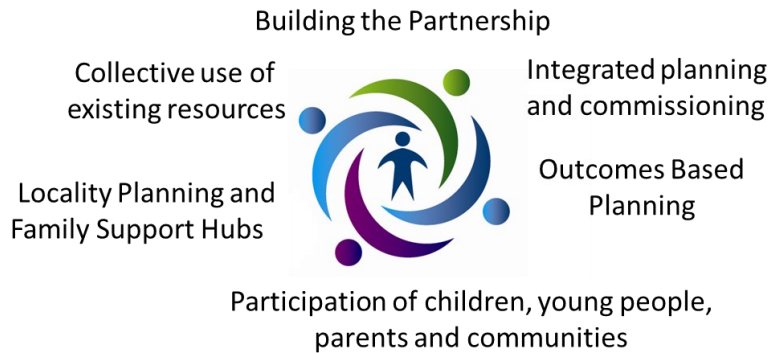 Building the Partnership
Collective use of
existing resources
Integrated planning
and commissioning
Locality Planning and
Family Support Hubs
Outcomes Based
Planning
Participation of children, young people,
parents and communities